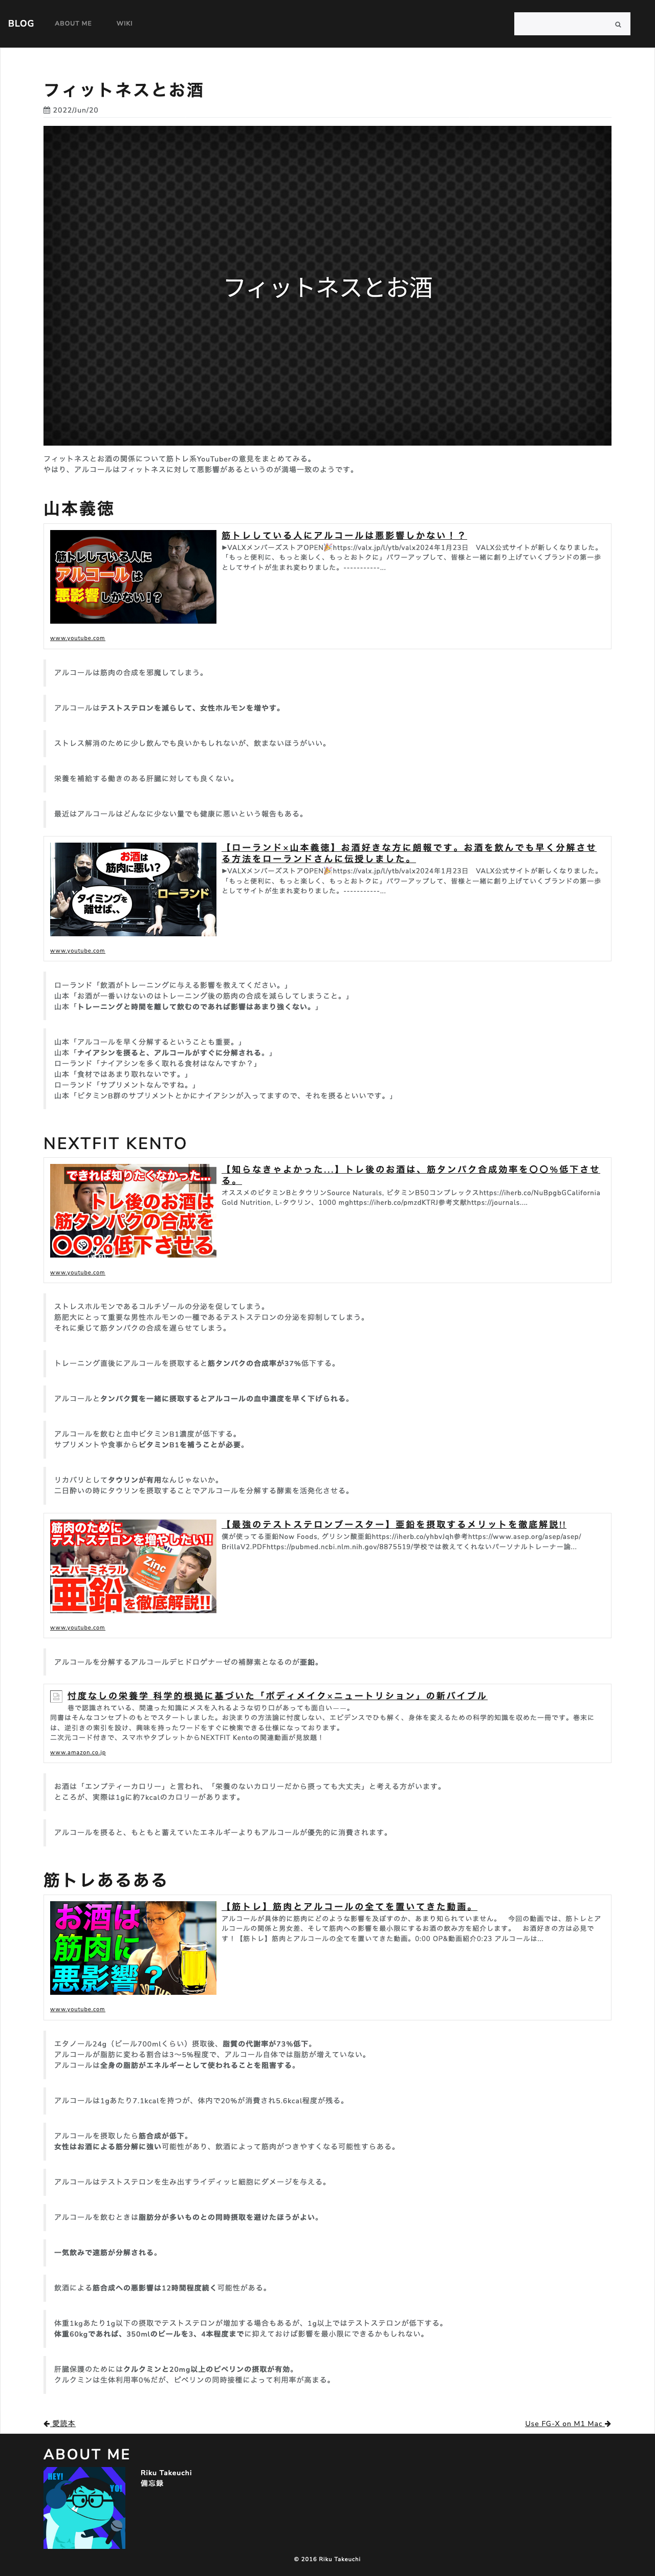 BLOG ABOUT ME WIKI
フィットネスとお酒
2022/Jun/20
フィットネスとお酒
フィットネスとお酒の関係について筋トレ系YouTuberの意見をまとめてみる。
やはり、アルコールはフィットネスに対して悪影響があるというのが満場一致のようです。
山本義徳
筋トレしている人に
アルコールは
悪影響しかない!?
筋トレしている人にアルコールは悪影響しかない！？
▶VALXメンバーズストアOPEN🎉https://valx.jp/l/ytb/valx2024年1月23日　VALX公式サイトが新しくなりました。
「もっと便利に、もっと楽しく、もっとおトクに」パワーアップして、皆様と一緒に創り上げていくブランドの第一歩
としてサイトが生まれ変わりました。-----------...
www.youtube.com
アルコールは筋肉の合成を邪魔してしまう。
アルコールはテストステロンを減らして、女性ホルモンを増やす。
ストレス解消のために少し飲んでも良いかもしれないが、飲まないほうがいい。
栄養を補給する働きのある肝臓に対しても良くない。
最近はアルコールはどんなに少ない量でも健康に悪いという報告もある。
お酒は
筋肉に悪い?
ローランド
タイミングを
離せば､､
【ローランド×山本義徳】お酒好きな方に朗報です。お酒を飲んでも早く分解させ
る方法をローランドさんに伝授しました。
▶VALXメンバーズストアOPEN🎉https://valx.jp/l/ytb/valx2024年1月23日　VALX公式サイトが新しくなりました。
「もっと便利に、もっと楽しく、もっとおトクに」パワーアップして、皆様と一緒に創り上げていくブランドの第一歩
としてサイトが生まれ変わりました。-----------...
www.youtube.com
ローランド「飲酒がトレーニングに与える影響を教えてください。」
山本「お酒が一番いけないのはトレーニング後の筋肉の合成を減らしてしまうこと。」
山本「トレーニングと時間を離して飲むのであれば影響はあまり強くない。」
山本「アルコールを早く分解するということも重要。」
山本「ナイアシンを摂ると、アルコールがすぐに分解される。」
ローランド「ナイアシンを多く取れる食材はなんですか？」
山本「食材ではあまり取れないです。」
ローランド「サプリメントなんですね。」
山本「ビタミンB群のサプリメントとかにナイアシンが入ってますので、それを摂るといいです。」
NEXTFIT KENTO
できれば知りたくなかった…
トレ後のお酒は
筋タンパクの合成を
〇〇%低下させる
【知らなきゃよかった...】トレ後のお酒は、筋タンパク合成効率を〇〇%低下させ
る。
オススメのビタミンBとタウリンSource Naturals, ビタミンB50コンプレックスhttps://iherb.co/NuBpgbGCalifornia
Gold Nutrition, L-タウリン、1000 mghttps://iherb.co/pmzdKTRJ参考文献https://journals....
www.youtube.com
ストレスホルモンであるコルチゾールの分泌を促してしまう。
筋肥大にとって重要な男性ホルモンの一種であるテストステロンの分泌を抑制してしまう。
それに乗じて筋タンパクの合成を遅らせてしまう。
トレーニング直後にアルコールを摂取すると筋タンパクの合成率が37%低下する。
アルコールとタンパク質を一緒に摂取するとアルコールの血中濃度を早く下げられる。
アルコールを飲むと血中ビタミンB1濃度が低下する。
サプリメントや食事からビタミンB1を補うことが必要。
リカバリとしてタウリンが有用なんじゃないか。
二日酔いの時にタウリンを摂取することでアルコールを分解する酵素を活発化させる。
筋肉のために
テストステロンを増やしたい!!
Zinc
スーパーミネラル
亜鉛を徹底解説!!
【最強のテストステロンブースター】亜鉛を摂取するメリットを徹底解説!!
僕が使ってる亜鉛Now Foods, グリシン酸亜鉛https://iherb.co/yhbvJqh参考https://www.asep.org/asep/asep/
BrillaV2.PDFhttps://pubmed.ncbi.nlm.nih.gov/8875519/学校では教えてくれないパーソナルトレーナー論...
www.youtube.com
アルコールを分解するアルコールデヒドロゲナーゼの補酵素となるのが亜鉛。
忖度なしの栄養学 科学的根拠に基づいた「ボディメイク×ニュートリション」の新バイブル
巷で認識されている、間違った知識にメスを入れるような切り口があっても面白い――。
同書はそんなコンセプトのもとでスタートしました。お決まりの方法論に忖度しない、エビデンスでひも解く、身体を変えるための科学的知識を収めた一冊です。巻末に
は、逆引きの索引を設け、興味を持ったワードをすぐに検索できる仕様になっております。
二次元コード付きで、スマホやタブレットからNEXTFIT Kentoの関連動画が見放題！
www.amazon.co.jp
お酒は「エンプティーカロリー」と言われ、「栄養のないカロリーだから摂っても大丈夫」と考える方がいます。
ところが、実際は1gに約7kcalのカロリーがあります。
アルコールを摂ると、もともと蓄えていたエネルギーよりもアルコールが優先的に消費されます。
筋トレあるある
お酒は
筋肉に
悪影響？
【筋トレ】筋肉とアルコールの全てを置いてきた動画。
アルコールが具体的に筋肉にどのような影響を及ぼすのか、あまり知られていません。　今回の動画では、筋トレとア
ルコールの関係と男女差、そして筋肉への影響を最小限にするお酒の飲み方を紹介します。　お酒好きの方は必見で
す！【筋トレ】筋肉とアルコールの全てを置いてきた動画。0:00 OP&動画紹介0:23 アルコールは...
www.youtube.com
エタノール24g（ビール700mlくらい）摂取後、脂質の代謝率が73%低下。
アルコールが脂肪に変わる割合は3〜5%程度で、アルコール自体では脂肪が増えていない。
アルコールは全身の脂肪がエネルギーとして使われることを阻害する。
アルコールは1gあたり7.1kcalを持つが、体内で20%が消費され5.6kcal程度が残る。
アルコールを摂取したら筋合成が低下。
女性はお酒による筋分解に強い可能性があり、飲酒によって筋肉がつきやすくなる可能性すらある。
アルコールはテストステロンを生み出すライディッヒ細胞にダメージを与える。
アルコールを飲むときは脂肪分が多いものとの同時摂取を避けたほうがよい。
一気飲みで速筋が分解される。
飲酒による筋合成への悪影響は12時間程度続く可能性がある。
体重1kgあたり1g以下の摂取でテストステロンが増加する場合もあるが、1g以上ではテストステロンが低下する。
体重60kgであれば、350mlのビールを3、4本程度までに抑えておけば影響を最小限にできるかもしれない。
肝臓保護のためにはクルクミンと20mg以上のピペリンの摂取が有効。
クルクミンは生体利用率0%だが、ピペリンの同時接種によって利用率が高まる。
愛読本
Use FG-X on M1 Mac
ABOUT ME
HEY!
YO!
Riku Takeuchi
備忘録
© 2016 Riku Takeuchi